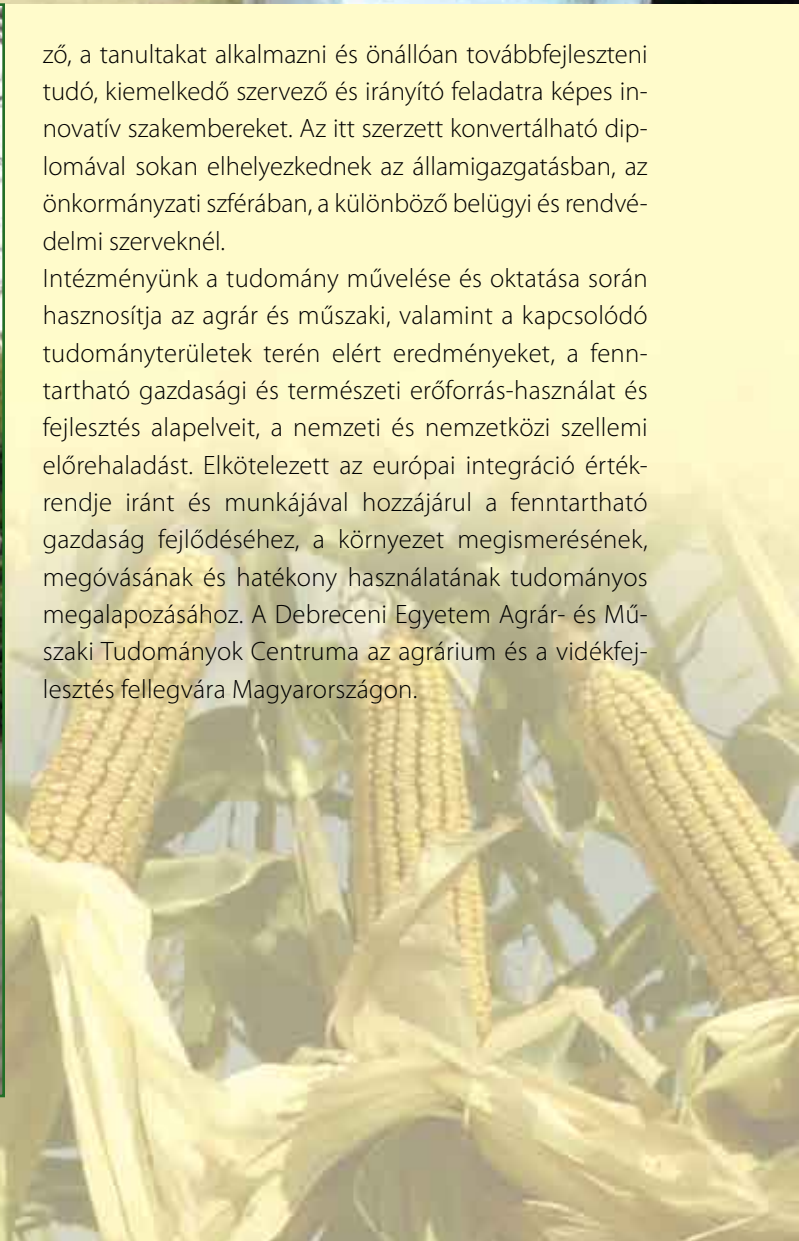 ző, a tanultakat alkalmazni és önállóan továbbfejleszteni
tudó, kiemelkedő szervező és irányító feladatra képes in-
novatív szakembereket. Az itt szerzett konvertálható dip-
lomával sokan elhelyezkednek az államigazgatásban, az
önkormányzati szférában, a különböző belügyi és rendvé-
delmi szerveknél.
Intézményünk a tudomány művelése és oktatása során
hasznosítja az agrár és műszaki, valamint a kapcsolódó
tudományterületek terén elért eredményeket, a fenn-
tartható gazdasági és természeti erőforrás-használat és
fejlesztés alapelveit, a nemzeti és nemzetközi szellemi
előrehaladást. Elkötelezett az európai integráció érték-
rendje iránt és munkájával hozzájárul a fenntartható
gazdaság fejlődéséhez, a környezet megismerésének,
megóvásának és hatékony használatának tudományos
megalapozásához. A Debreceni Egyetem Agrár- és Mű-
szaki Tudományok Centruma az agrárium és a vidékfej-
lesztés fellegvára Magyarországon.